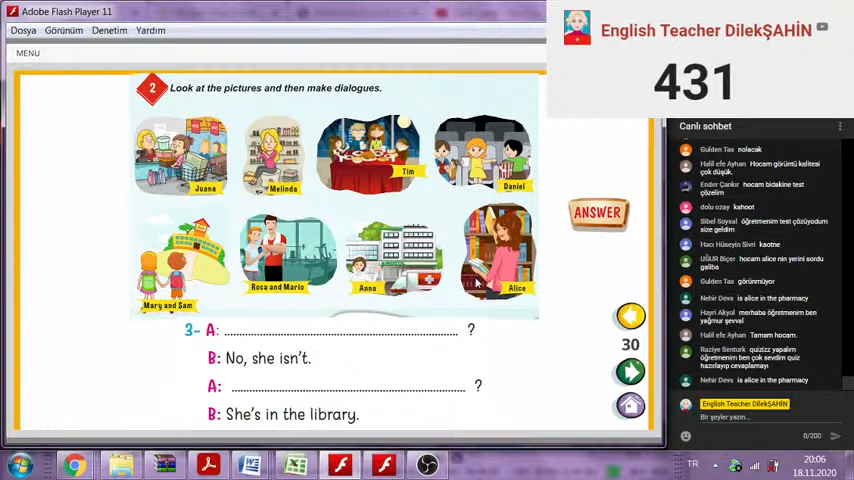 Adobe Flash Player 11
Dosya Görünüm Denetim Yardım
MENU
English Teacher DilekŞAHİN
431
2 Look at the pictures and then make dialogues.
Juana
Melinda
Tim
Daniel
Mary and Sam
Rosa and Mario
Anna
Alice
ANSWER
3- A: ................................................ ?
B: No, she isn't.
A: ................................................ ?
B: She's in the library.
30
Canlı sohbet
Gulden Tas nolacak
Halil efe Ayhan Hocam görüntü kalitesi
çok düşük.
Ender Çankır hocam bidakine test
çözelim
dolu ozay kahoot
Sibel Soysal öğretmenim test çözüyodum
size geldim
Hacı Hüseyin Sivri kaotne
UĞUR Biçer hocam alice nin yerini sordu
galiba
Gulden Tas görünmüyor
Nehir Devs is alice in the pharmacy
Hayri Akyol merhaba öğretmenim ben
yağmur şevval
Halil efe Ayhan Tamam hocam.
Raziye Senturk quizizz yapalım
öğretmenim ben çok sevdim quiz
hazırlayıp cevaplamayı
Nehir Devs is alice in the pharmacy
English Teacher DilekŞAHİN
Bir şeyler yazın...
0/200
TR
20:06
18.11.2020